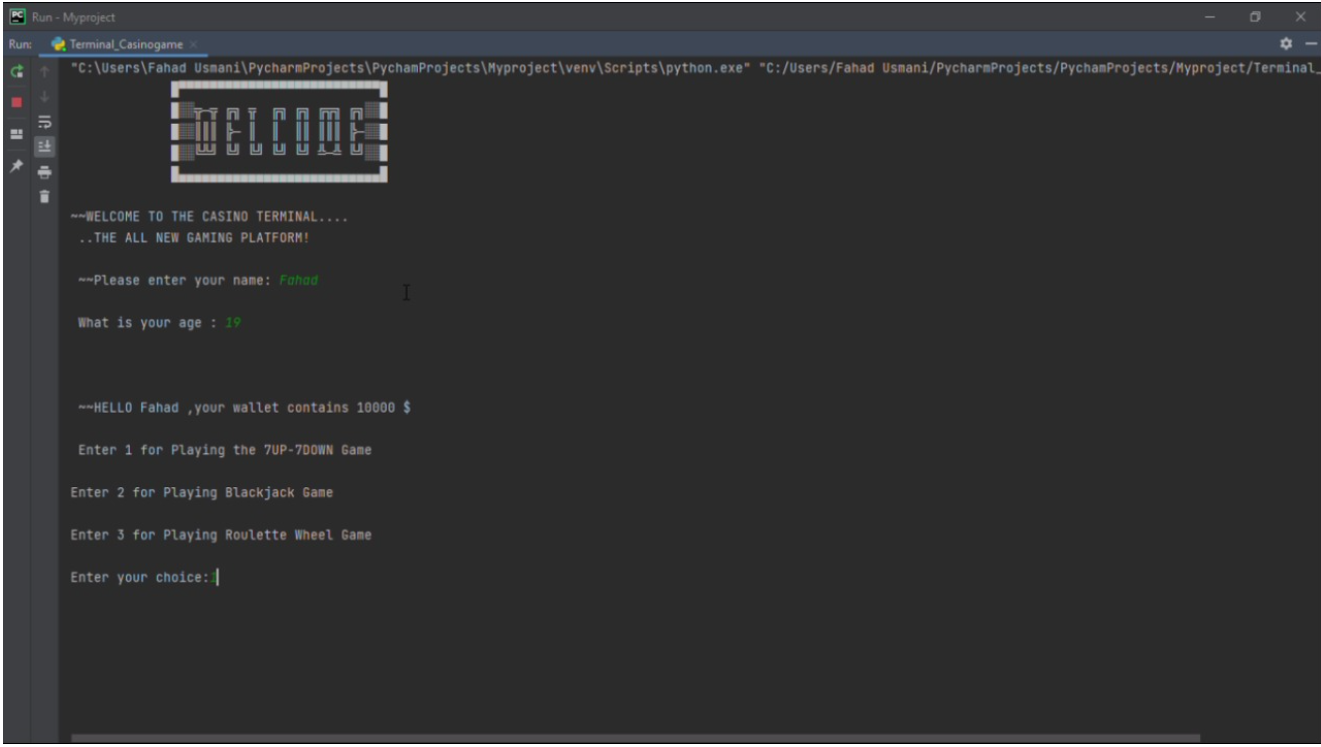 PC Run - Myproject
Run: Terminal_Casinogame
"C:\Users\Fahad Usmani\PycharmProjects\PychamProjects\Myproject\venv\Scripts\python.exe" "C:/Users/Fahad Usmani/PycharmProjects/PychamProjects/Myproject/Terminal_
WELCOME
~~WELCOME TO THE CASINO TERMINAL....
..THE ALL NEW GAMING PLATFORM!
~~Please enter your name: Fahad
What is your age : 19
~~HELLO Fahad ,your wallet contains 10000 $
Enter 1 for Playing the 7UP-7DOWN Game
Enter 2 for Playing Blackjack Game
Enter 3 for Playing Roulette Wheel Game
Enter your choice:1